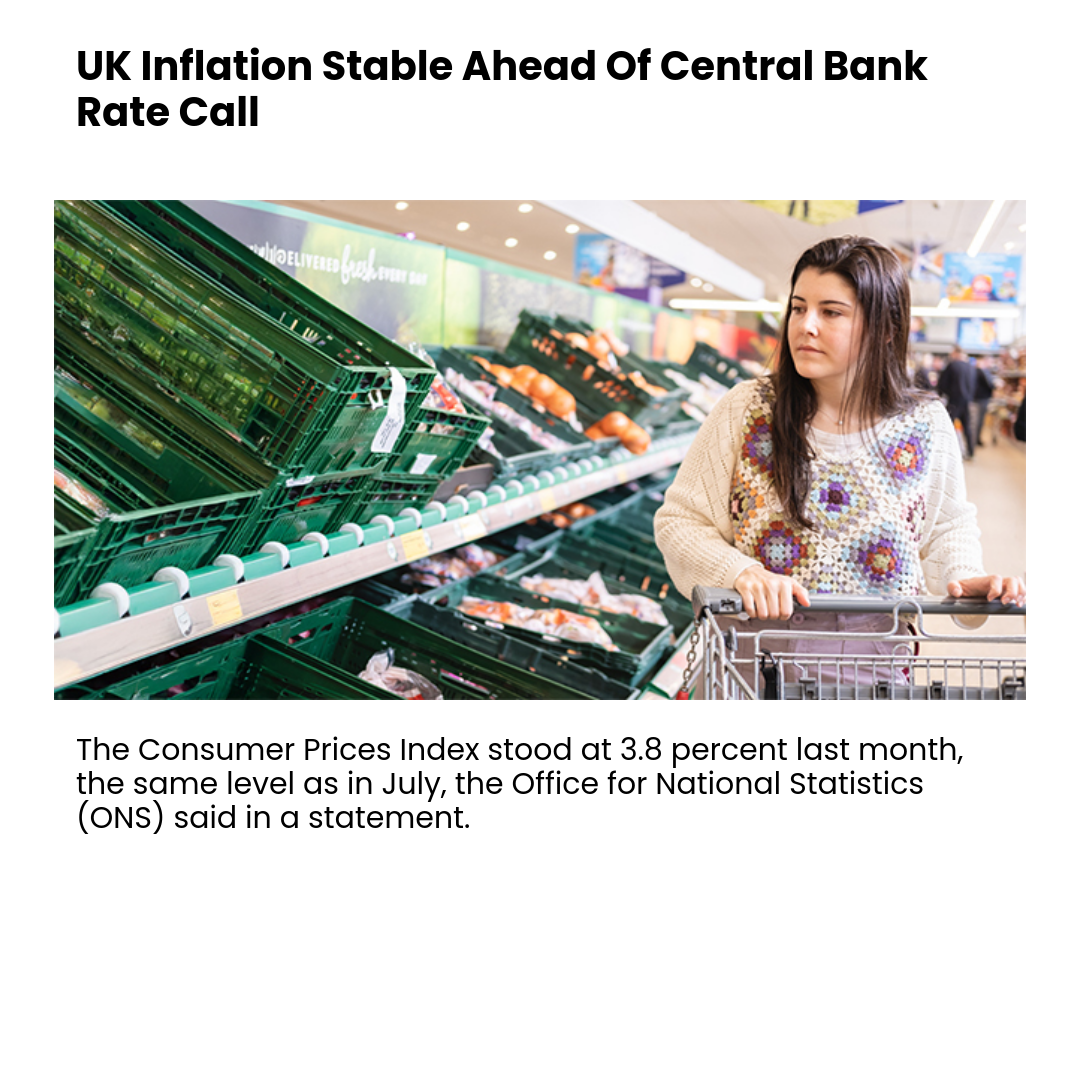 UK Inflation Stable Ahead Of Central Bank
Rate Call
DELIVERED fresh EVERY DAY
The Consumer Prices Index stood at 3.8 percent last month,
the same level as in July, the Office for National Statistics
(ONS) said in a statement.